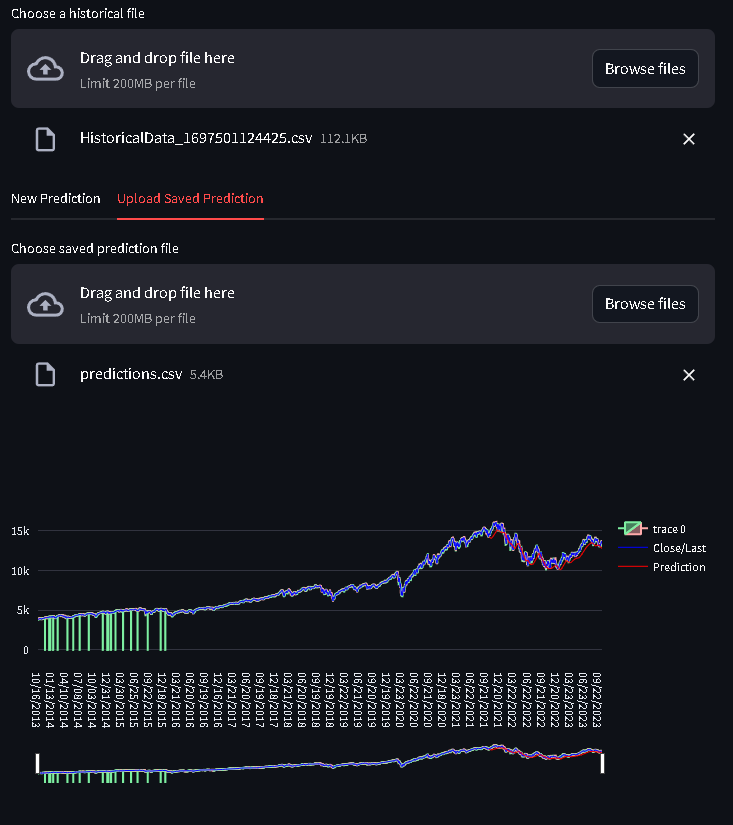 Choose a historical file
Drag and drop file here
Limit 200MB per file
Browse files
HistoricalData_1697501124425.csv 112.1KB
New Prediction
Upload Saved Prediction
Choose saved prediction file
Drag and drop file here
Limit 200MB per file
Browse files
predictions.csv 5.4KB
15k
10k
5k
0
trace 0
Close/Last
Prediction
10/16/2013
01/13/2014
04/10/2014
07/08/2014
10/03/2014
12/31/2014
03/30/2015
06/25/2015
09/22/2015
12/18/2015
03/21/2016
06/20/2016
09/19/2016
12/16/2016
03/21/2017
06/20/2017
09/19/2017
12/18/2017
03/21/2018
06/20/2018
09/19/2018
12/18/2018
03/22/2019
06/20/2019
09/19/2019
12/18/2019
03/23/2020
06/22/2020
09/21/2020
12/18/2020
03/23/2021
06/22/2021
09/21/2021
12/20/2021
03/23/2022
06/22/2022
09/21/2022
12/20/2022
03/23/2023
06/23/2023
09/22/2023